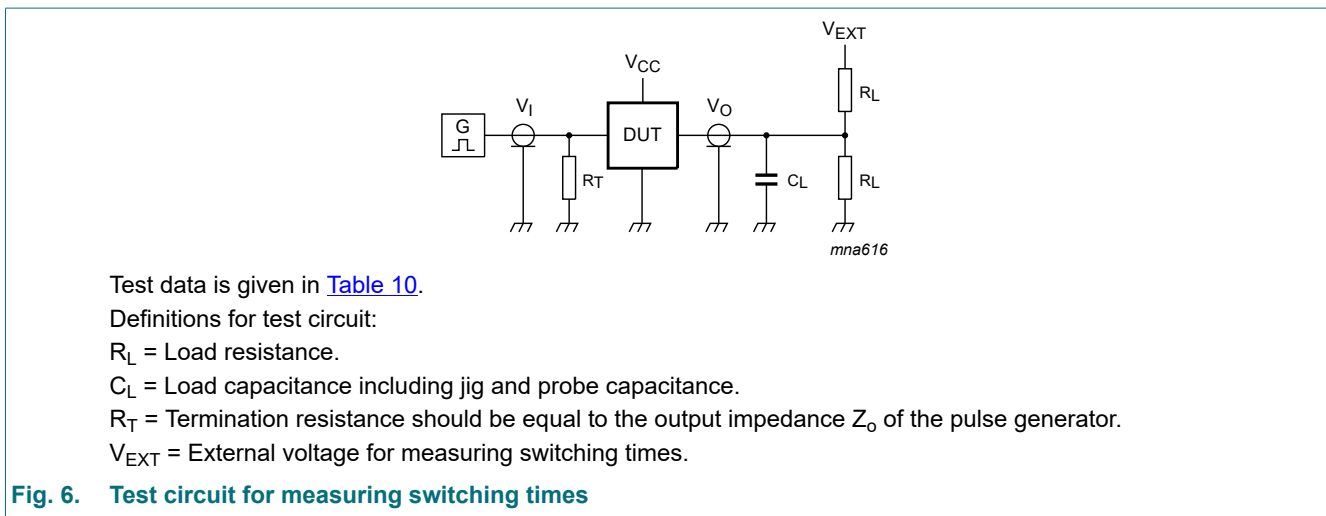 VEXT
VCC
RL
VI
VO
G
DUT
RT
CL
RL
mna616
Test data is given in Table 10.
Definitions for test circuit:
RL = Load resistance.
CL = Load capacitance including jig and probe capacitance.
RT = Termination resistance should be equal to the output impedance Zo of the pulse generator.
VEXT = External voltage for measuring switching times.
Fig. 6. Test circuit for measuring switching times